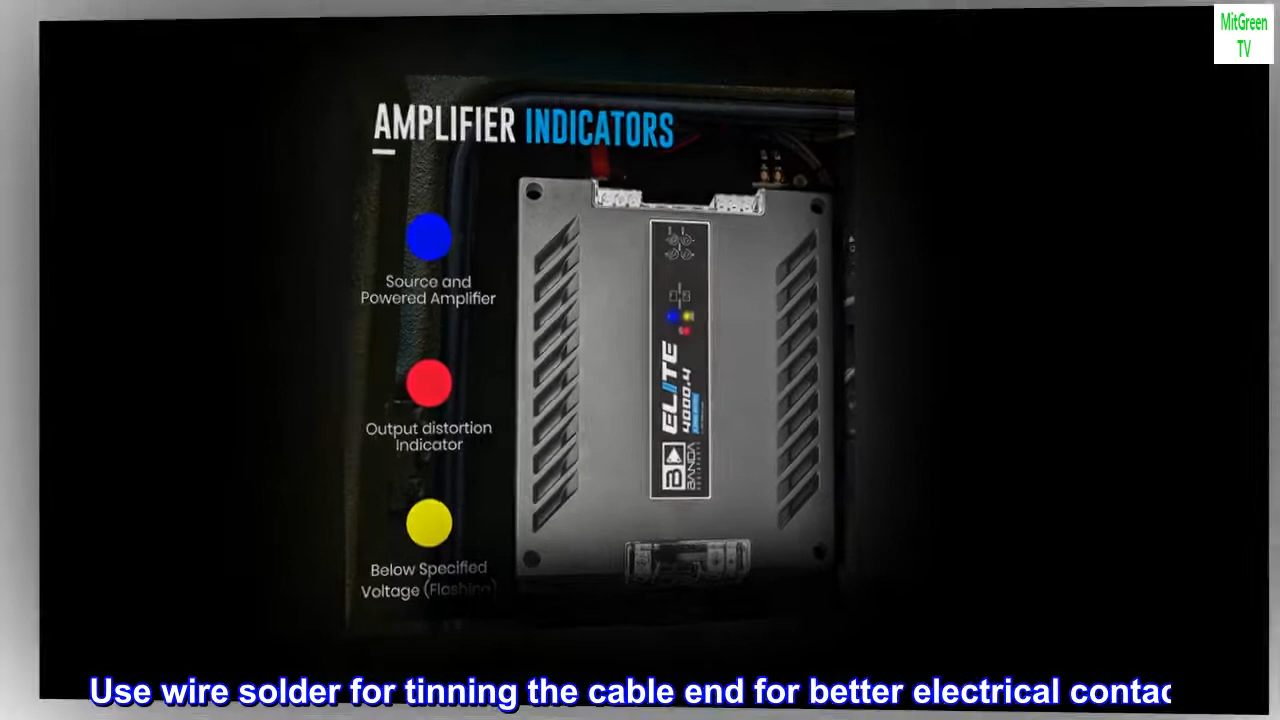 MitGreen
TV
AMPLIFIER INDICATORS
Source and
Powered Amplifier
Output distortion
Indicator
Below Specified
Voltage (Flashing)
ELITE
4000.4
BANDA
Use wire solder for tinning the cable end for better electrical contac